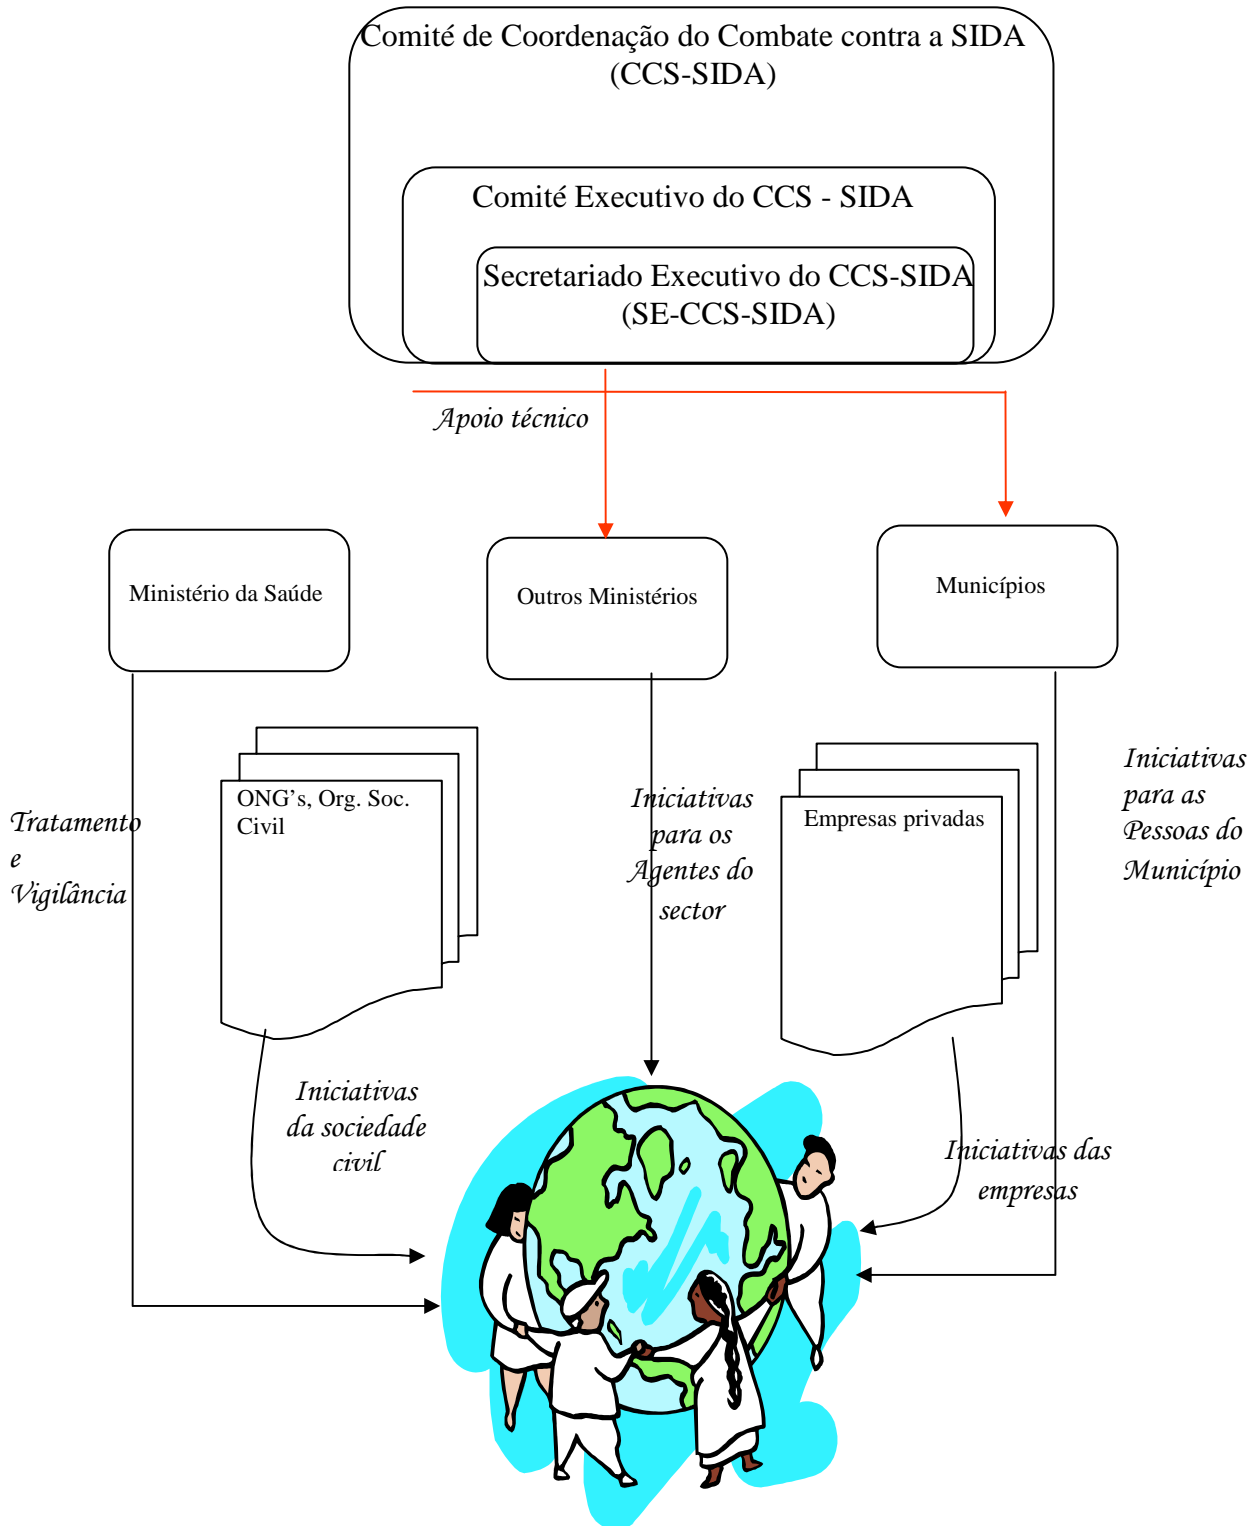 Comité de Coordenação do Combate contra a SIDA
(CCS-SIDA)
Comité Executivo do CCS - SIDA
Secretariado Executivo do CCS-SIDA
(SE-CCS-SIDA)
Apoio técnico
Ministério da Saúde
Outros Ministérios
Municípios
ONG's, Org. Soc.
Civil
Tratamento
e
Vigilância
Iniciativas
para os
Agentes do
sector
Empresas privadas
Iniciativas
para as
Pessoas do
Município
Iniciativas
da sociedade
civil
Iniciativas das
empresas